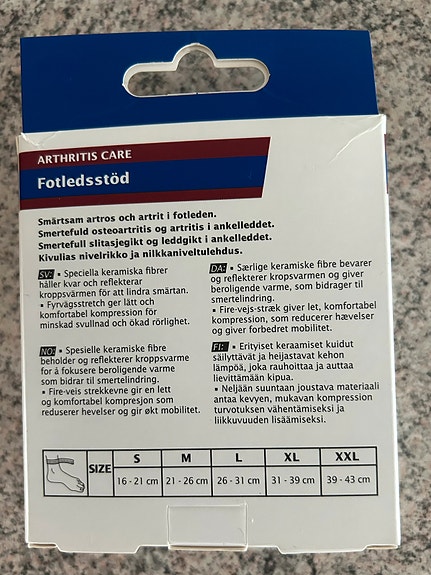 ARTHRITIS CARE
Fotledsstöd
Smärtsam artros och artrit i fotleden.
Smertefuld osteoartritis og artritis i ankelleddet.
Smertefull slitasjegikt og leddgikt i ankelleddet.
Kivulias nivelrikko ja nilkkaniveltulehdus.
SV: ▪ Speciella keramiska fibrer
håller kvar och reflekterar
kroppsvärmen för att lindra smärtan.
▪ Fyrvägsstretch ger lätt och
komfortabel kompression för
minskad svullnad och ökad rörlighet.
NO: ▪ Spesielle keramiske fibre
beholder og reflekterer kroppsvarme
for å fokusere beroligende varme
som bidrar til smertelindring.
▪ Fire-veis strekkevne gir en lett
og komfortabel kompresjon som
reduserer hevelser og gir økt mobilitet.
DA: ▪ Særlige keramiske fibre bevarer
og reflekterer kropsvarmen og giver
beroligende varme, som bidrager til
smertelindring.
▪ Fire-vejs-stræk giver let, komfortabel
kompression, som reducerer hævelser
og giver forbedret mobilitet.
FI: ▪ Erityiset keraamiset kuidut
säilyttävät ja heijastavat kehon
lämpöä, joka rauhoittaa ja auttaa
lievittämään kipua.
▪ Neljään suuntaan joustava materiaali
antaa kevyen, mukavan kompression
turvotuksen vähentämiseksi ja
liikkuvuuden lisäämiseksi.
SIZE S M L XL XXL
16 - 21 cm 21 - 26 cm 26 - 31 cm 31 - 39 cm 39 - 43 cm